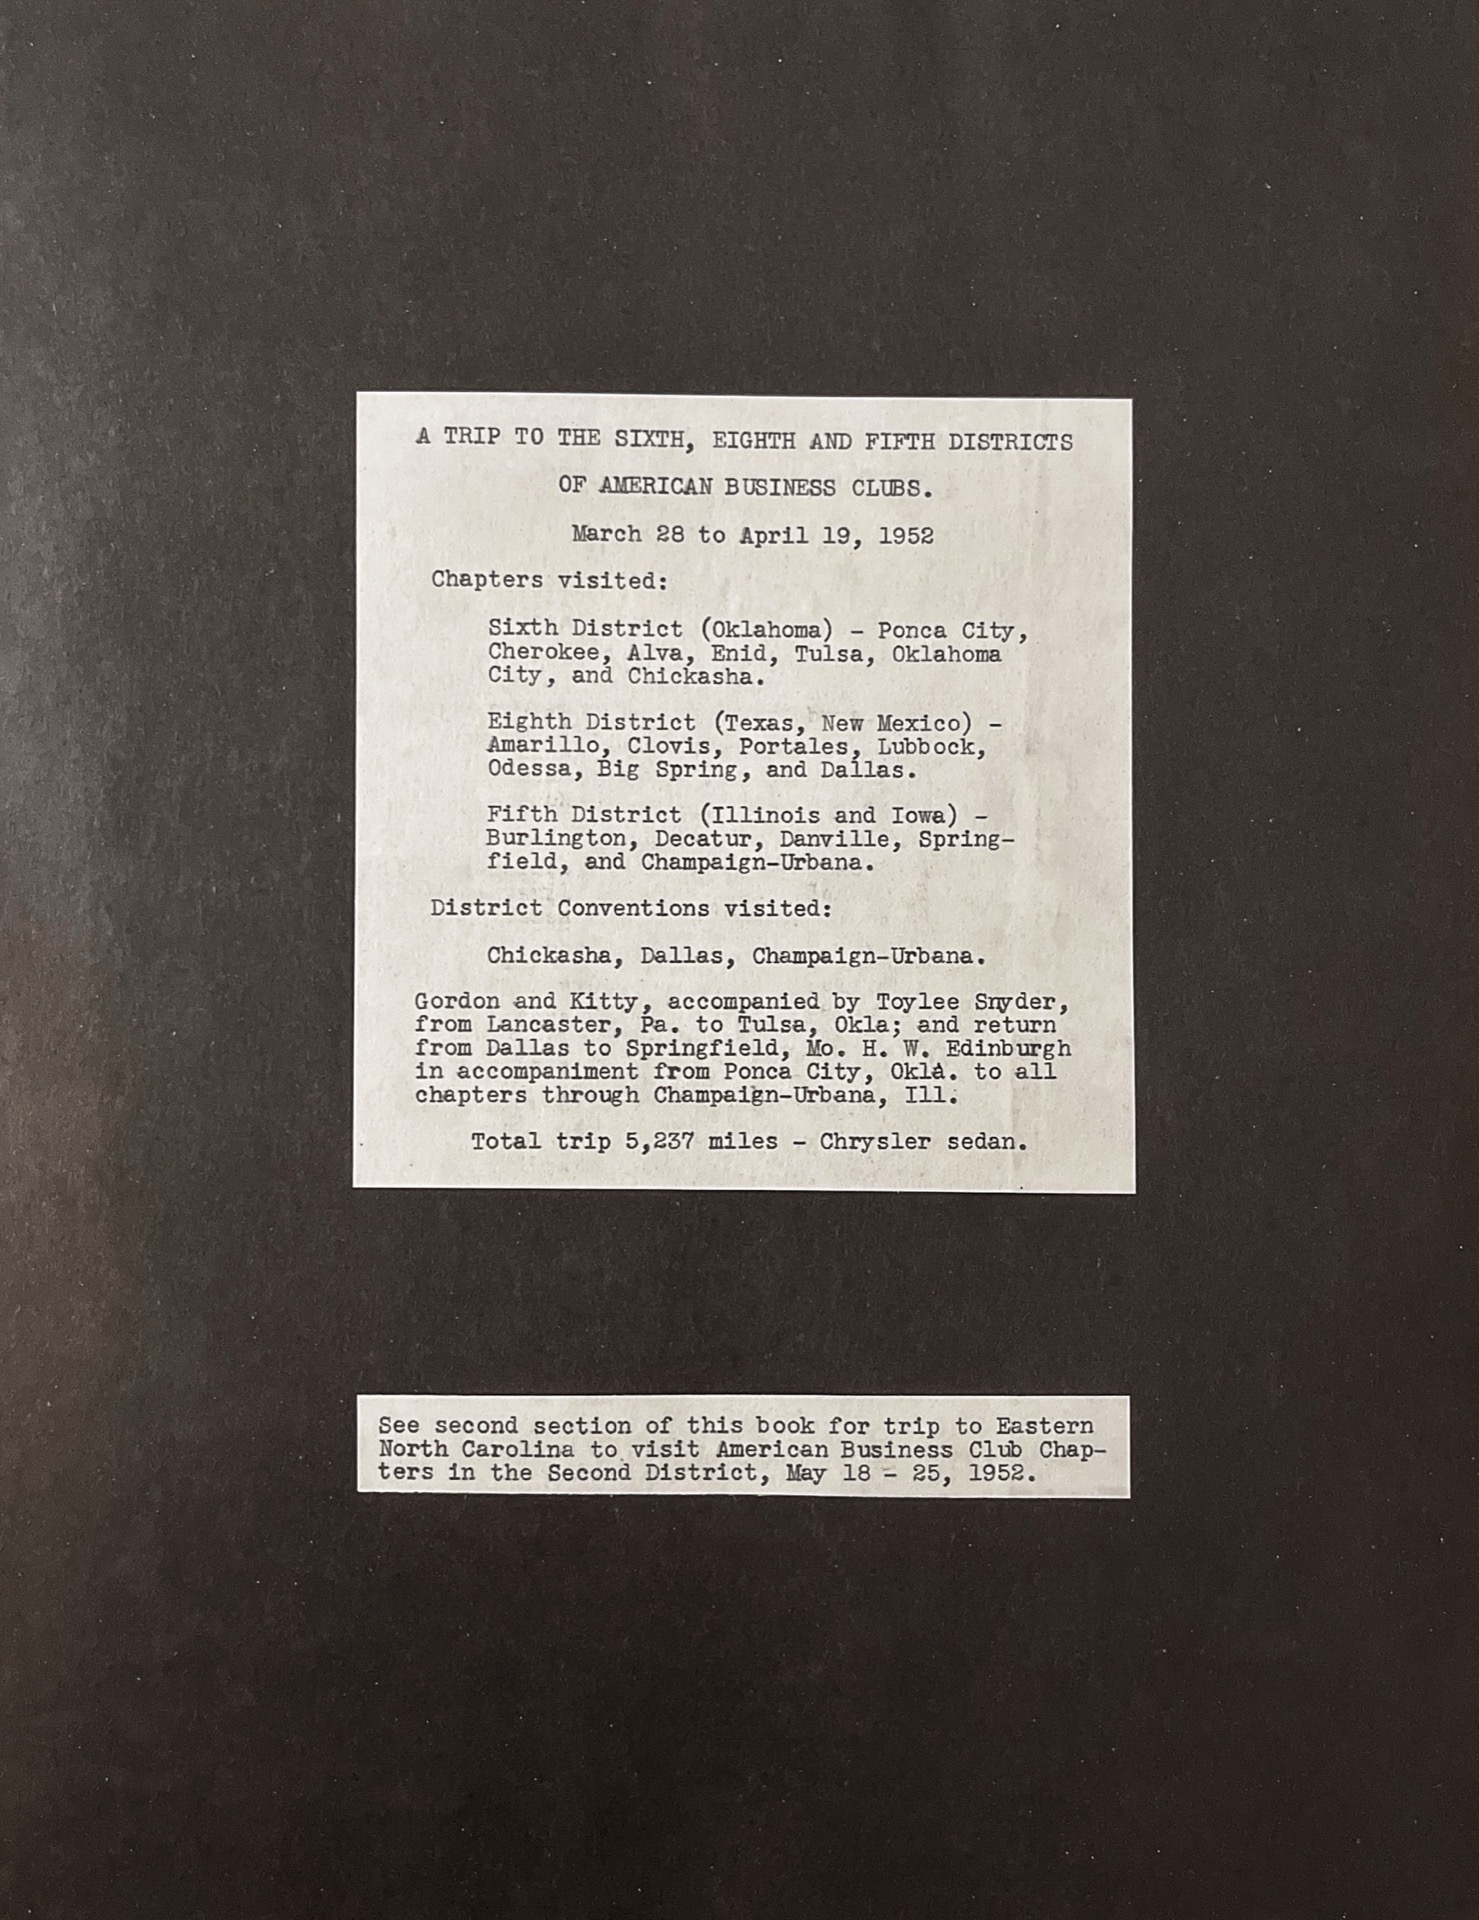 A TRIP TO THE SIXTH, EIGHTH AND FIFTH DISTRICTS
OF AMERICAN BUSINESS CLUBS.
March 28 to April 19, 1952
Chapters visited:
Sixth District (Oklahoma) - Ponca City,
Cherokee, Alva, Enid, Tulsa, Oklahoma
City, and Chickasha.
Eighth District (Texas, New Mexico) -
Amarillo, Clovis, Portales, Lubbock,
Odessa, Big Spring, and Dallas.
Fifth District (Illinois and Iowa) -
Burlington, Decatur, Danville, Spring-
field, and Champaign-Urbana.
District Conventions visited:
Chickasha, Dallas, Champaign-Urbana.
Gordon and Kitty, accompanied by Toylee Snyder,
from Lancaster, Pa. to Tulsa, Okla; and return
from Dallas to Springfield, Mo. H. W. Edinburgh
in accompaniment from Ponca City, Okla. to all
chapters through Champaign-Urbana, Ill.
Total trip 5,237 miles - Chrysler sedan.
See second section of this book for trip to Eastern
North Carolina to visit American Business Club Chap-
ters in the Second District, May 18 - 25, 1952.